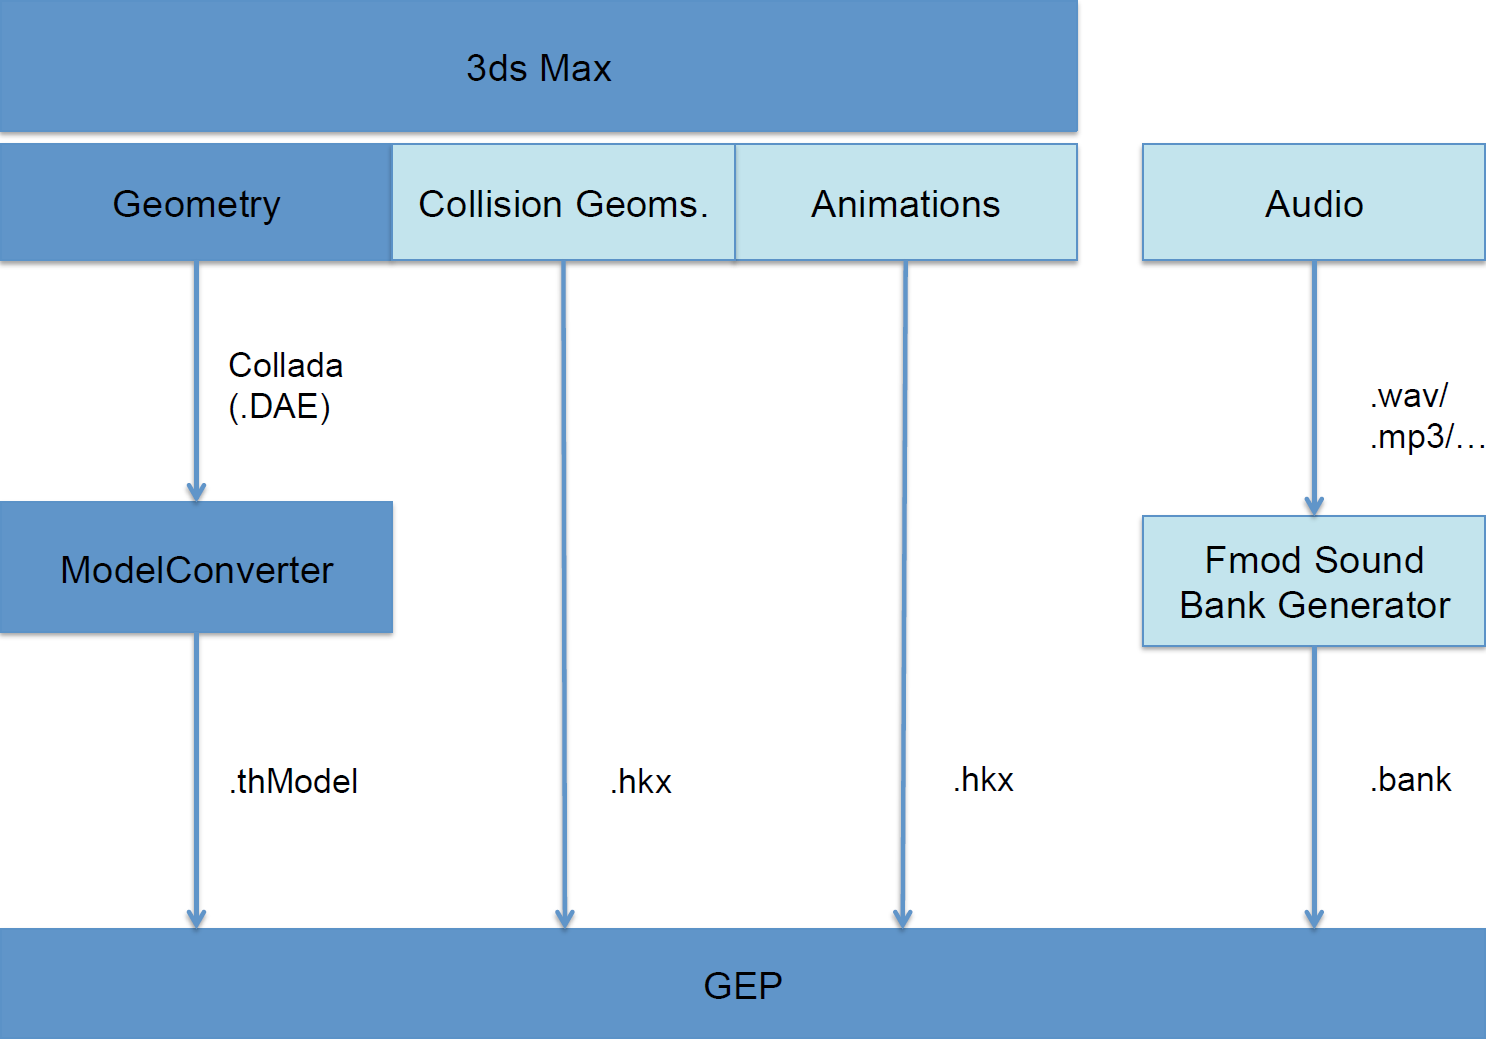 3ds Max
Geometry
Collision Geoms.
Animations
Audio
Collada
(.DAE)
.wav/
.mp3/…
ModelConverter
Fmod Sound
Bank Generator
.thModel
.hkx
.hkx
.bank
GEP